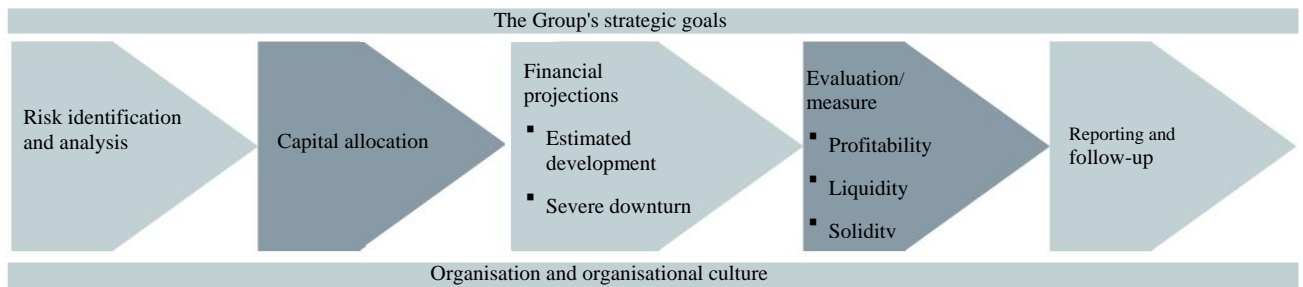 The Group's strategic goals
Risk identification
and analysis
Capital allocation
Financial
projections
▪ Estimated
development
▪ Severe downturn
Evaluation/
measure
▪ Profitability
▪ Liquidity
▪ Solidity
Reporting and
follow-up
Organisation and organisational culture